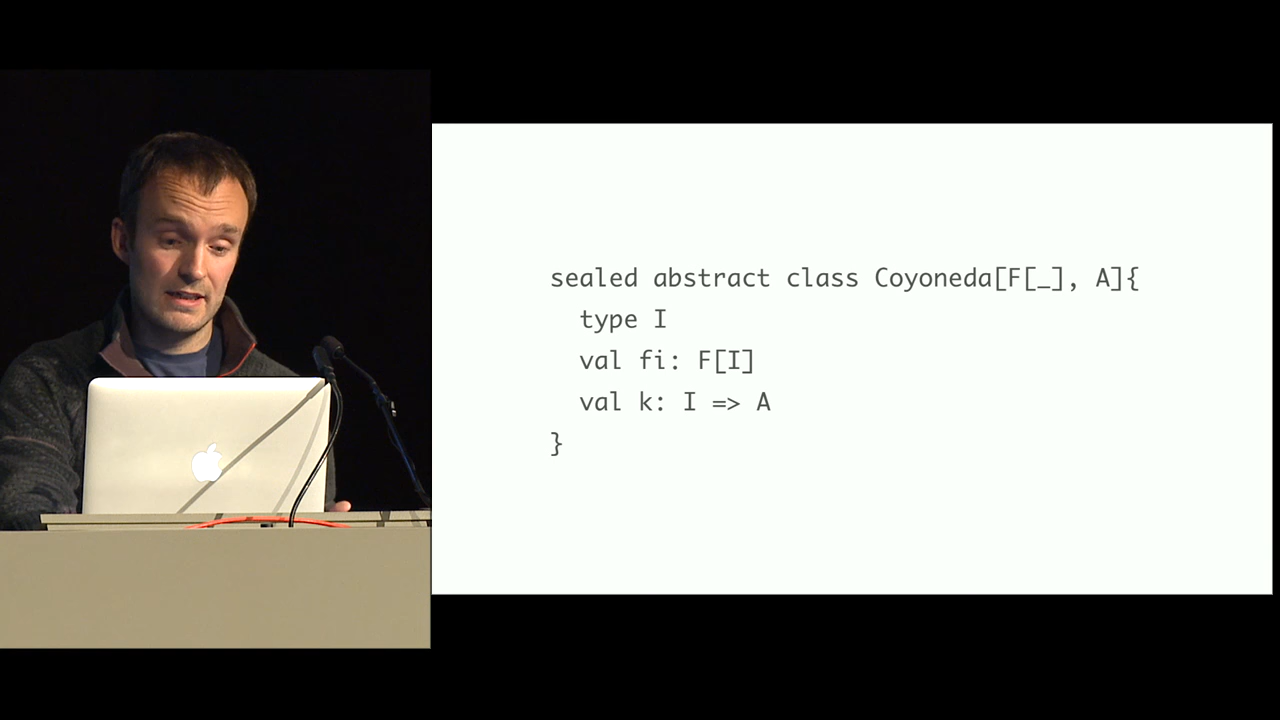 sealed abstract class Coyoneda[F[_], A]{
type I
val fi: F[I]
val k: I => A
}